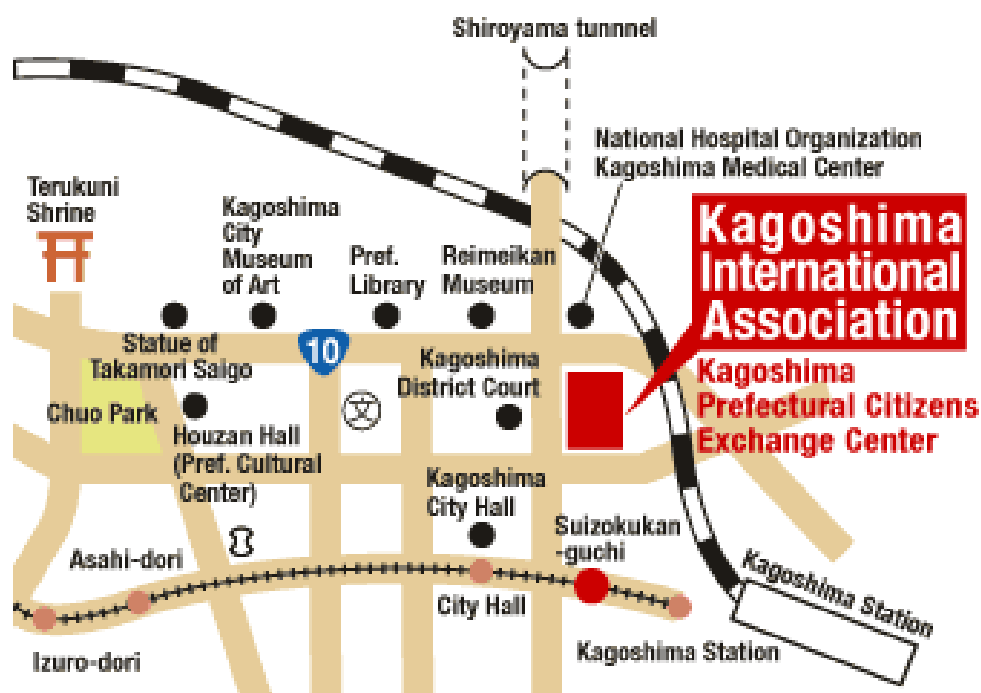 Shiroyama tunnnel
National Hospital Organization
Kagoshima Medical Center
Terukuni
Shrine
Kagoshima
City
Museum
of Art
Pref.
Library
Reimeikan
Museum
Kagoshima
International
Association
Statue of
Takamori Saigo
10
Kagoshima
District Court
Kagoshima
Prefectural Citizens
Exchange Center
Chuo Park
文
Houzan Hall
(Pref. Cultural
Center)
Kagoshima
City Hall
Suizokukan
-guchi
Asahi-dori
City Hall
Kagoshima Station
Izuro-dori
Kagoshima Station